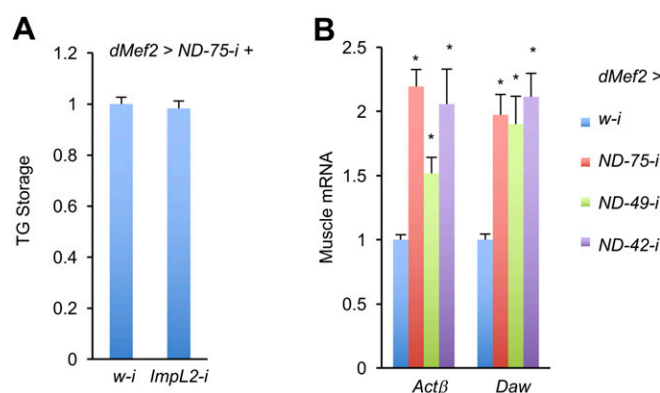 A
dMef2 > ND-75-i +
TG Storage
1.2
1
0.8
0.6
0.4
0.2
0
w-i ImpL2-i
B
dMef2 >
Muscle mRNA
2.5
2
1.5
1
0.5
0
* * * * * * 
Actβ Daw
w-i
ND-75-i
ND-49-i
ND-42-i